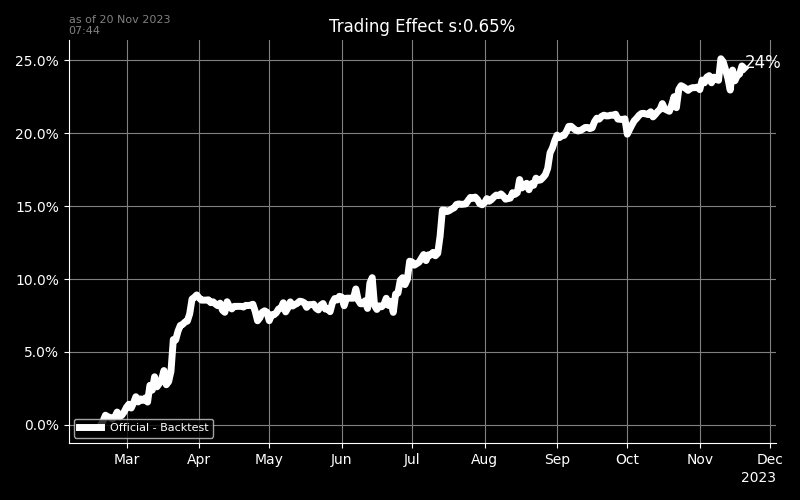 as of 20 Nov 2023
07:44
Trading Effect s:0.65%
25.0%
24%
20.0%
15.0%
10.0%
5.0%
0.0%
Official - Backtest
Mar Apr May Jun Jul Aug Sep Oct Nov Dec
2023